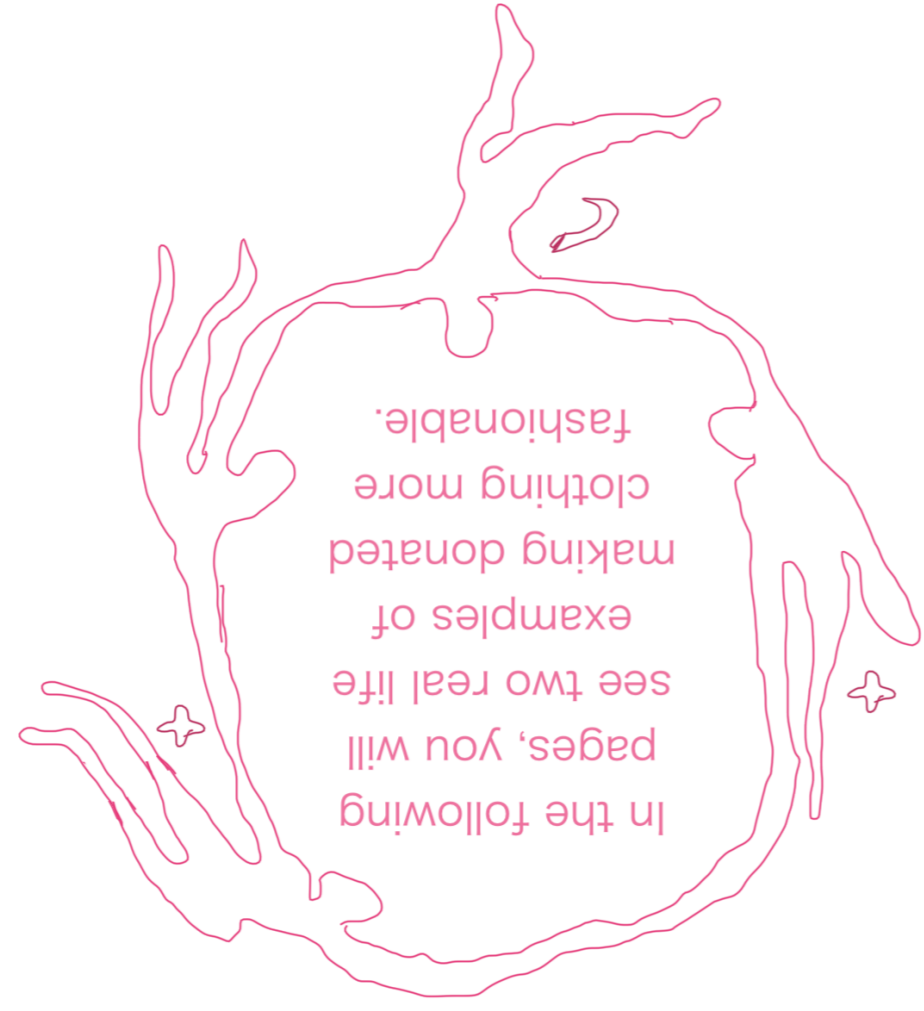 In the following
pages, you will
see two real life
examples of
making donated
clothing more
fashionable.